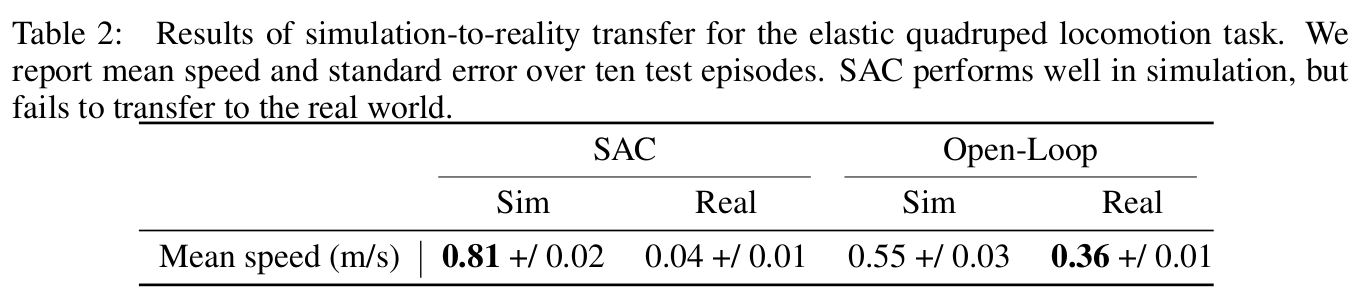 Table 2: Results of simulation-to-reality transfer for the elastic quadruped locomotion task. We
report mean speed and standard error over ten test episodes. SAC performs well in simulation, but
fails to transfer to the real world.
SAC Open-Loop
Sim Real Sim Real
Mean speed (m/s) | 0.81 +/ 0.02 0.04 +/ 0.01 0.55 +/ 0.03 0.36 +/ 0.01